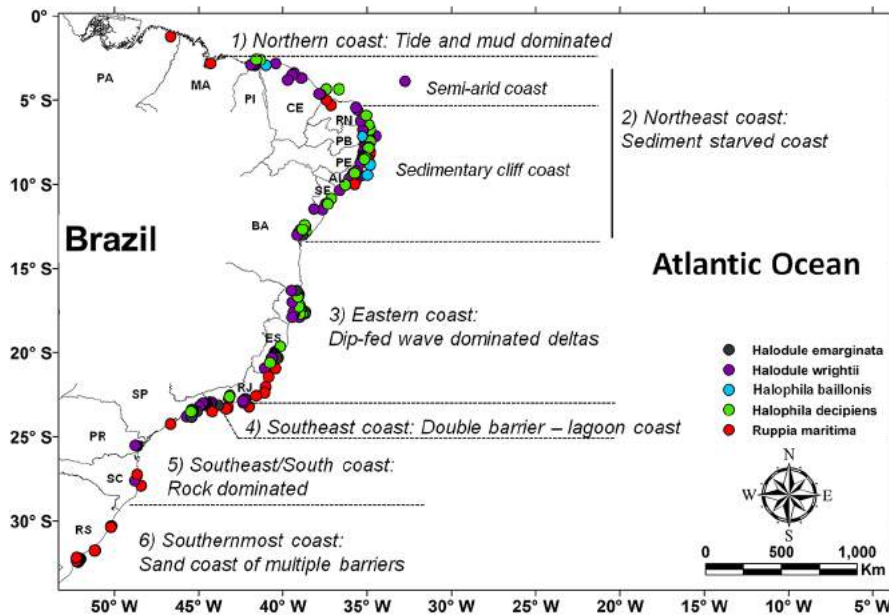 0°
5° S
10° S
15° S
20° S
25° S
30° S
50° W
45° W
40° W
35° W
30° W
25° W
20° W
15° W
10° W
5° W
1) Northern coast: Tide and mud dominated
Semi-arid coast
2) Northeast coast:
Sediment starved coast
Sedimentary cliff coast
PA
MA
PI
CE
RN
PB
PE
AL
SE
BA
ES
RJ
SP
PR
SC
RS
Brazil
Atlantic Ocean
3) Eastern coast:
Dip-fed wave dominated deltas
4) Southeast coast: Double barrier – lagoon coast
5) Southeast/South coast:
Rock dominated
6) Southernmost coast:
Sand coast of multiple barriers
Halodule emarginata
Halodule wrightii
Halophila baillonis
Halophila decipiens
Ruppia maritima
N
W E
S
0 500 1,000
Km